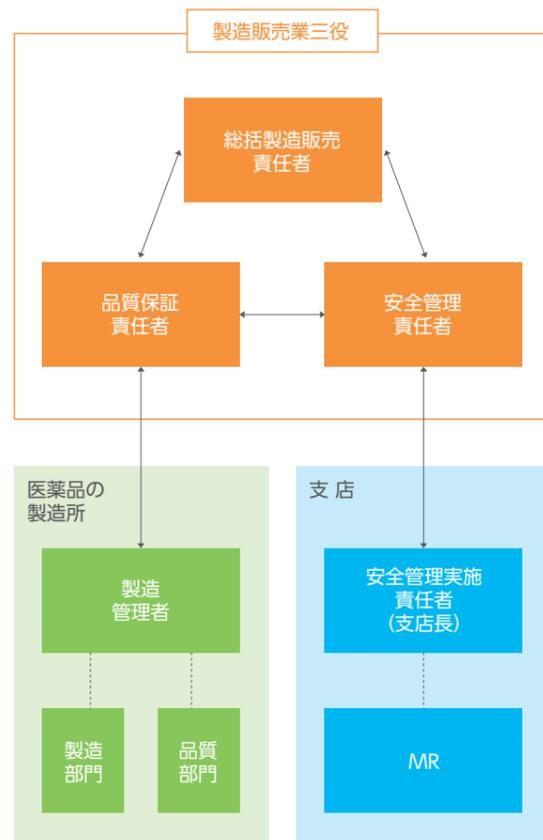 製造販売業三役
総括製造販売
責任者
品質保証
責任者
安全管理
責任者
医薬品の
製造所
支 店
製造
管理者
安全管理実施
責任者
(支店長)
製造
部門
品質
部門
MR